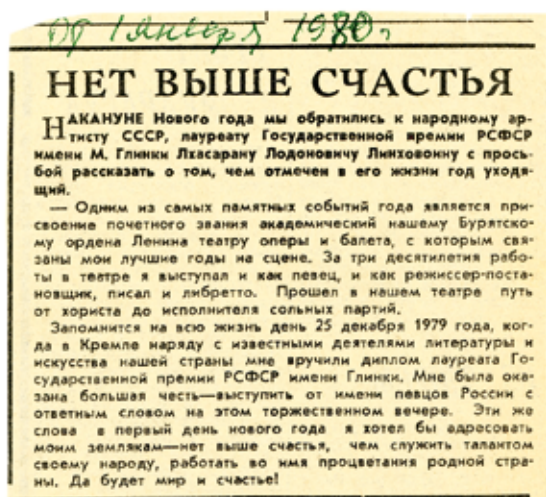 от 1 января 1980 г
НЕТ ВЫШЕ СЧАСТЬЯ
НАКАНУНЕ Нового года мы обратились к народному ар-
тисту СССР, лауреату Государственной премии РСФСР
имени М. Глинки Лхасарану Лодоновичу Линховоину с прось-
бой рассказать о том, чем отмечен в его жизни год уходя-
щий.
— Одним из самых памятных событий года является при-
своение почетного звания академический нашему Бурятско-
му ордена Ленина театру оперы и балета, с которым свя-
заны мои лучшие годы на сцене. За три десятилетия рабо-
ты в театре я выступал и как певец, и как режиссер-поста-
новщик, писал и либретто. Прошел в нашем театре путь
от хориста до исполнителя сольных партий.
Запомнится на всю жизнь день 25 декабря 1979 года, ког-
да в Кремле наряду с известными деятелями литературы и
искусства нашей страны мне вручили диплом лауреата Го-
сударственной премии РСФСР имени Глинки. Мне была ока-
зана большая честь—выступить от имени певцов России с
ответным словом на этом торжественном вечере. Эти же
слова в первый день нового года я хотел бы адресовать
моим землякам—нет выше счастья, чем служить талантом
своему народу, работать во имя процветания родной стра-
ны. Да будет мир и счастье!